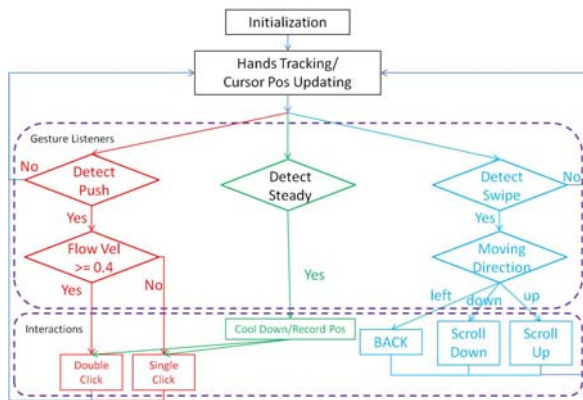 Initialization
Hands Tracking/
Cursor Pos Updating
Gesture Listeners
No
Detect
Push
Detect
Steady
Detect
Swipe
No
Yes
Yes
Flow Vel
>= 0.4
Moving
Direction
Yes
No
Yes
left
down
up
Interactions
Cool Down/Record Pos
BACK
Scroll
Down
Scroll
Up
Double
Click
Single
Click